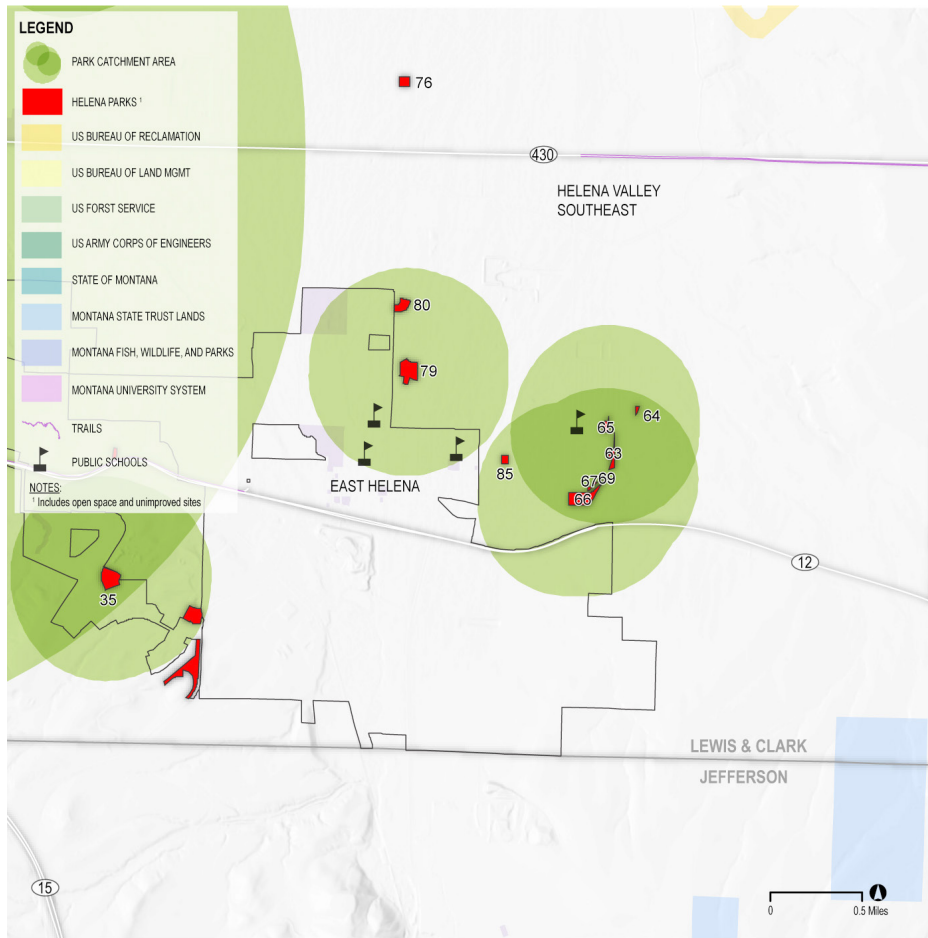 LEGEND
PARK CATCHMENT AREA
HELENA PARKS ¹
US BUREAU OF RECLAMATION
US BUREAU OF LAND MGMT
US FORST SERVICE
US ARMY CORPS OF ENGINEERS
STATE OF MONTANA
MONTANA STATE TRUST LANDS
MONTANA FISH, WILDLIFE, AND PARKS
MONTANA UNIVERSITY SYSTEM
TRAILS
PUBLIC SCHOOLS
NOTES:
¹ Includes open space and unimproved sites
76
430
HELENA VALLEY
SOUTHEAST
80
79
64
65
63
85
67
69
66
EAST HELENA
12
35
LEWIS & CLARK
JEFFERSON
15
0
0.5 Miles